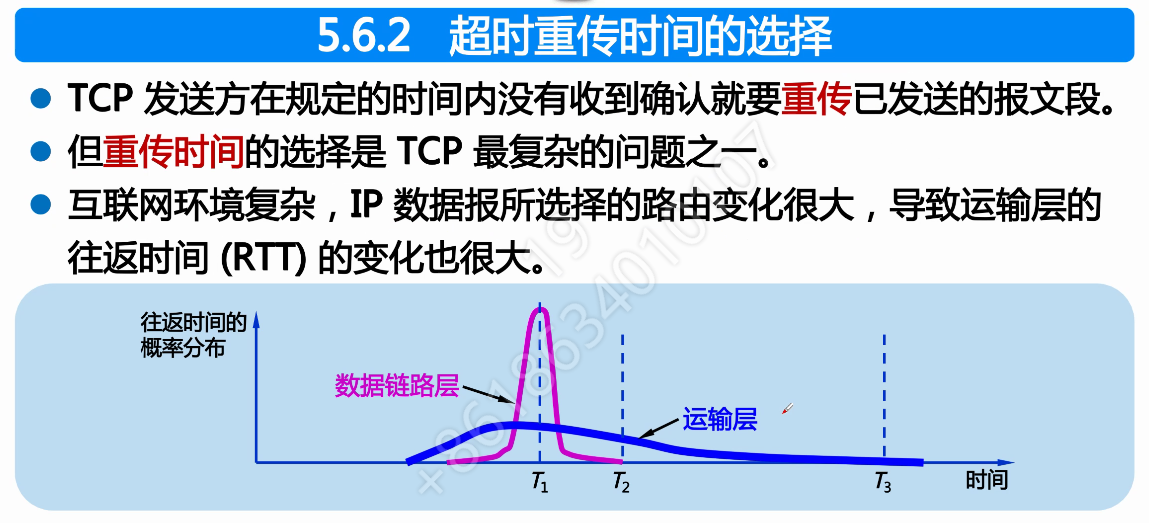 5.6.2 超时重传时间的选择
TCP 发送方在规定的时间内没有收到确认就要重传已发送的报文段。
但重传时间的选择是 TCP 最复杂的问题之一。
互联网环境复杂，IP 数据报所选择的路由变化很大，导致运输层的
往返时间 (RTT) 的变化也很大。
往返时间的
概率分布
数据链路层
运输层
T1
T2
T3
时间